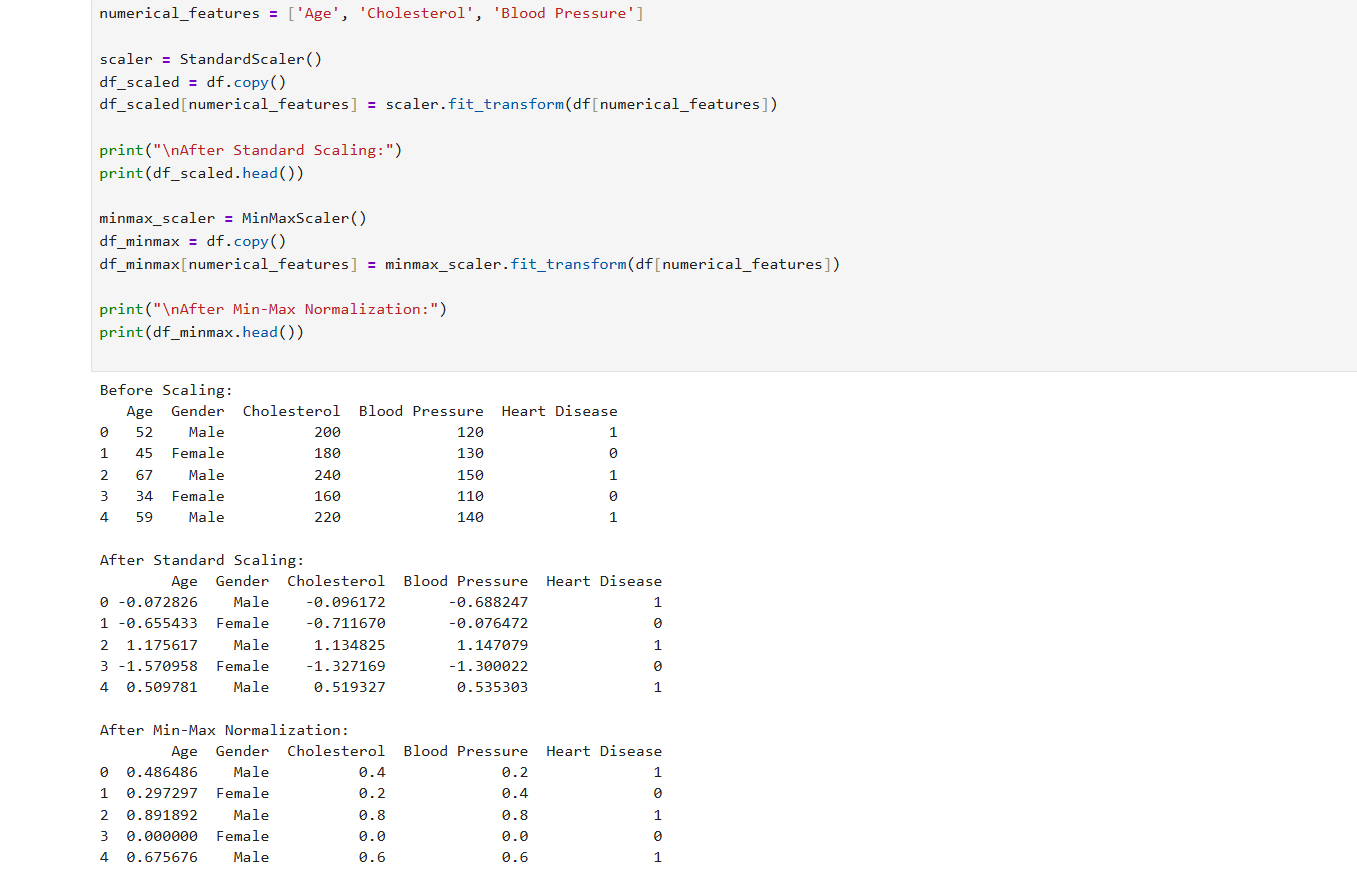 numerical_features = ['Age', 'Cholesterol', 'Blood Pressure']
scaler = StandardScaler()
df_scaled = df.copy()
df_scaled[numerical_features] = scaler.fit_transform(df[numerical_features])
print("\nAfter Standard Scaling:")
print(df_scaled.head())
minmax_scaler = MinMaxScaler()
df_minmax = df.copy()
df_minmax[numerical_features] = minmax_scaler.fit_transform(df[numerical_features])
print("\nAfter Min-Max Normalization:")
print(df_minmax.head())
Before Scaling:
   Age  Gender  Cholesterol  Blood Pressure  Heart Disease
0   52    Male          200             120              1
1   45  Female          180             130              0
2   67    Male          240             150              1
3   34  Female          160             110              0
4   59    Male          220             140              1
After Standard Scaling:
        Age  Gender  Cholesterol  Blood Pressure  Heart Disease
0 -0.072826    Male    -0.096172       -0.688247              1
1 -0.655433  Female    -0.711670       -0.076472              0
2  1.175617    Male     1.134825        1.147079              1
3 -1.570958  Female    -1.327169       -1.300022              0
4  0.509781    Male     0.519327        0.535303              1
After Min-Max Normalization:
        Age  Gender  Cholesterol  Blood Pressure  Heart Disease
0  0.486486    Male          0.4             0.2              1
1  0.297297  Female          0.2             0.4              0
2  0.891892    Male          0.8             0.8              1
3  0.000000  Female          0.0             0.0              0
4  0.675676    Male          0.6             0.6              1